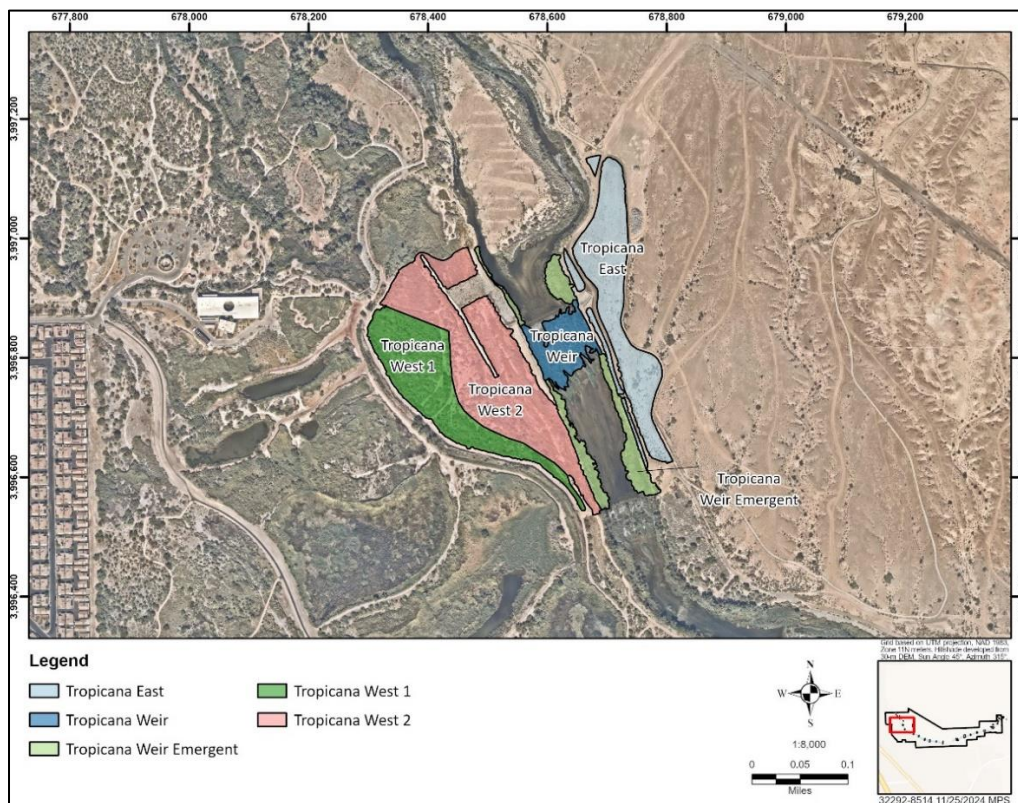 677,800 678,000 678,200 678,400 678,600 678,800 679,000 679,200
3,997,200
3,997,000
3,996,800
3,996,600
3,996,400
Tropicana
East
Tropicana
Weir
Tropicana
West 1
Tropicana
West 2
Tropicana
Weir Emergent
Legend
Tropicana East
Tropicana Weir
Tropicana Weir Emergent
Tropicana West 1
Tropicana West 2
N
W E
S
1:8,000
0 0.05 0.1
Miles
Grid based on UTM projection, NAD 1983,
Zone 11N meters. Hillshade developed from
30-m DEM, Sun Angle 45°, Azimuth 315°.
32292-8514 11/25/2024 MPS